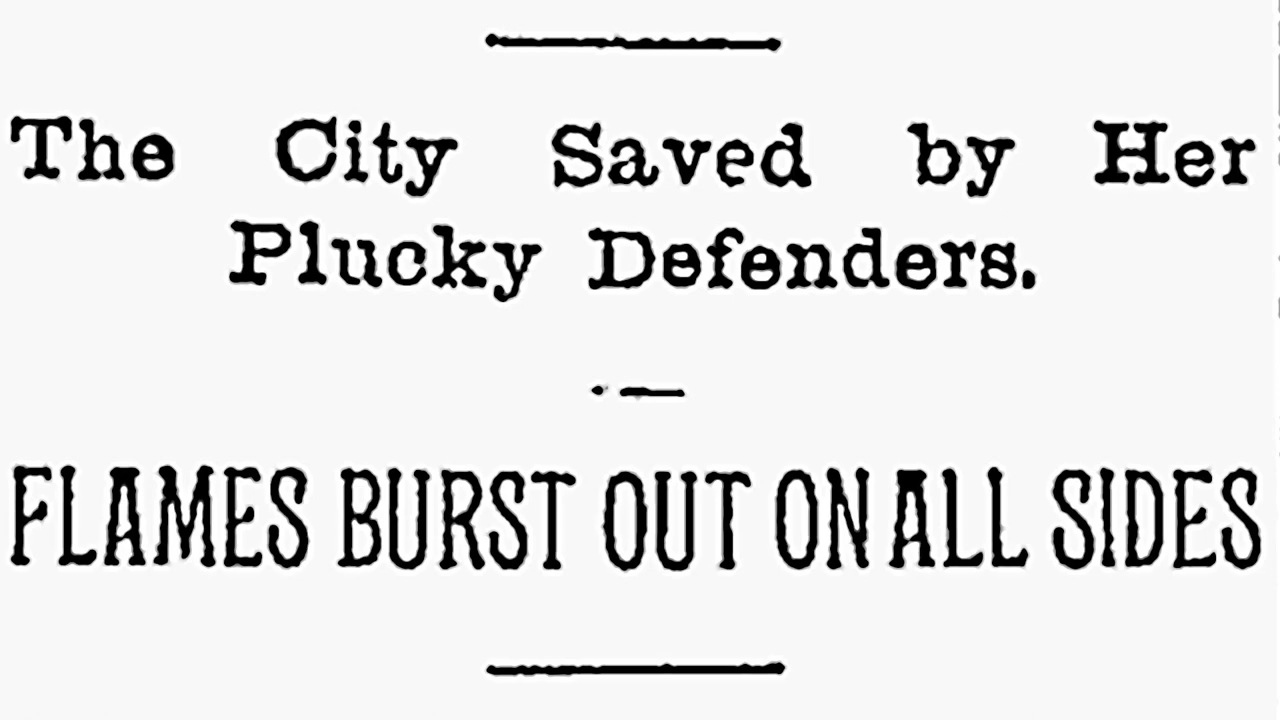 The City Saved by Her
Plucky Defenders.
FLAMES BURST OUT ON ALL SIDES